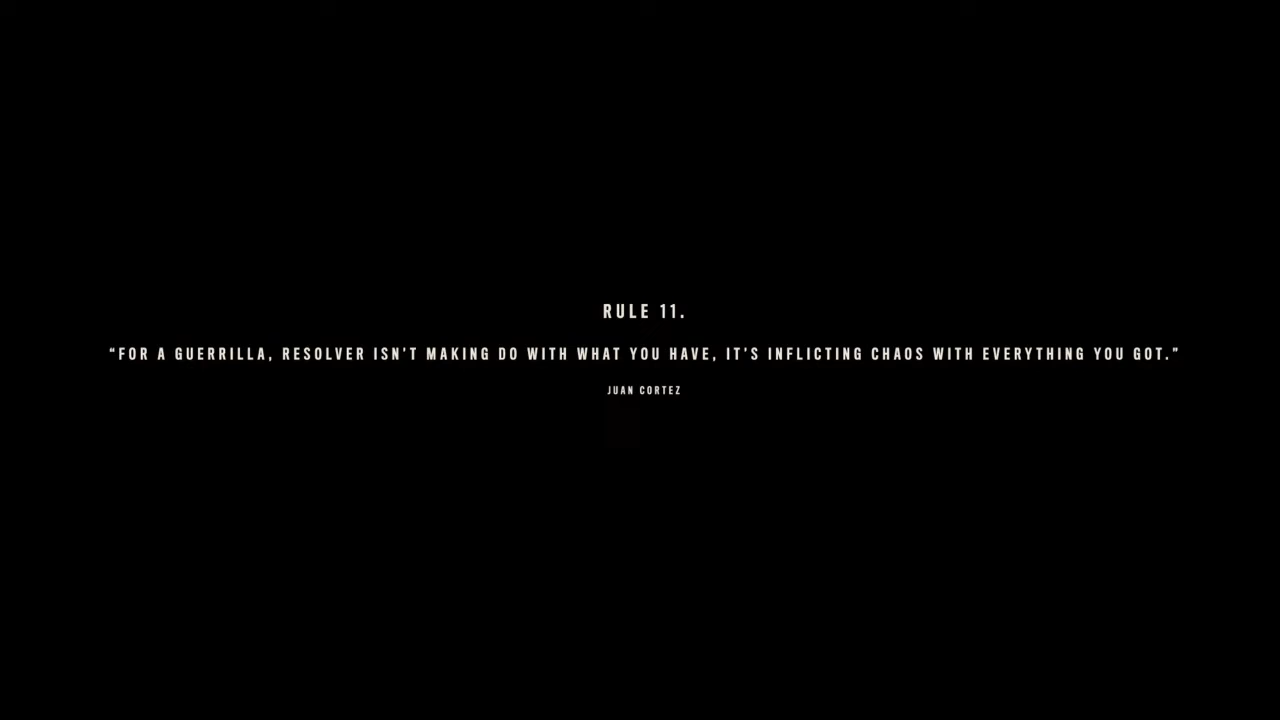 RULE 11.
“FOR A GUERRILLA, RESOLVER ISN’T MAKING DO WITH WHAT YOU HAVE, IT’S INFLICTING CHAOS WITH EVERYTHING YOU GOT.”
JUAN CORTEZ